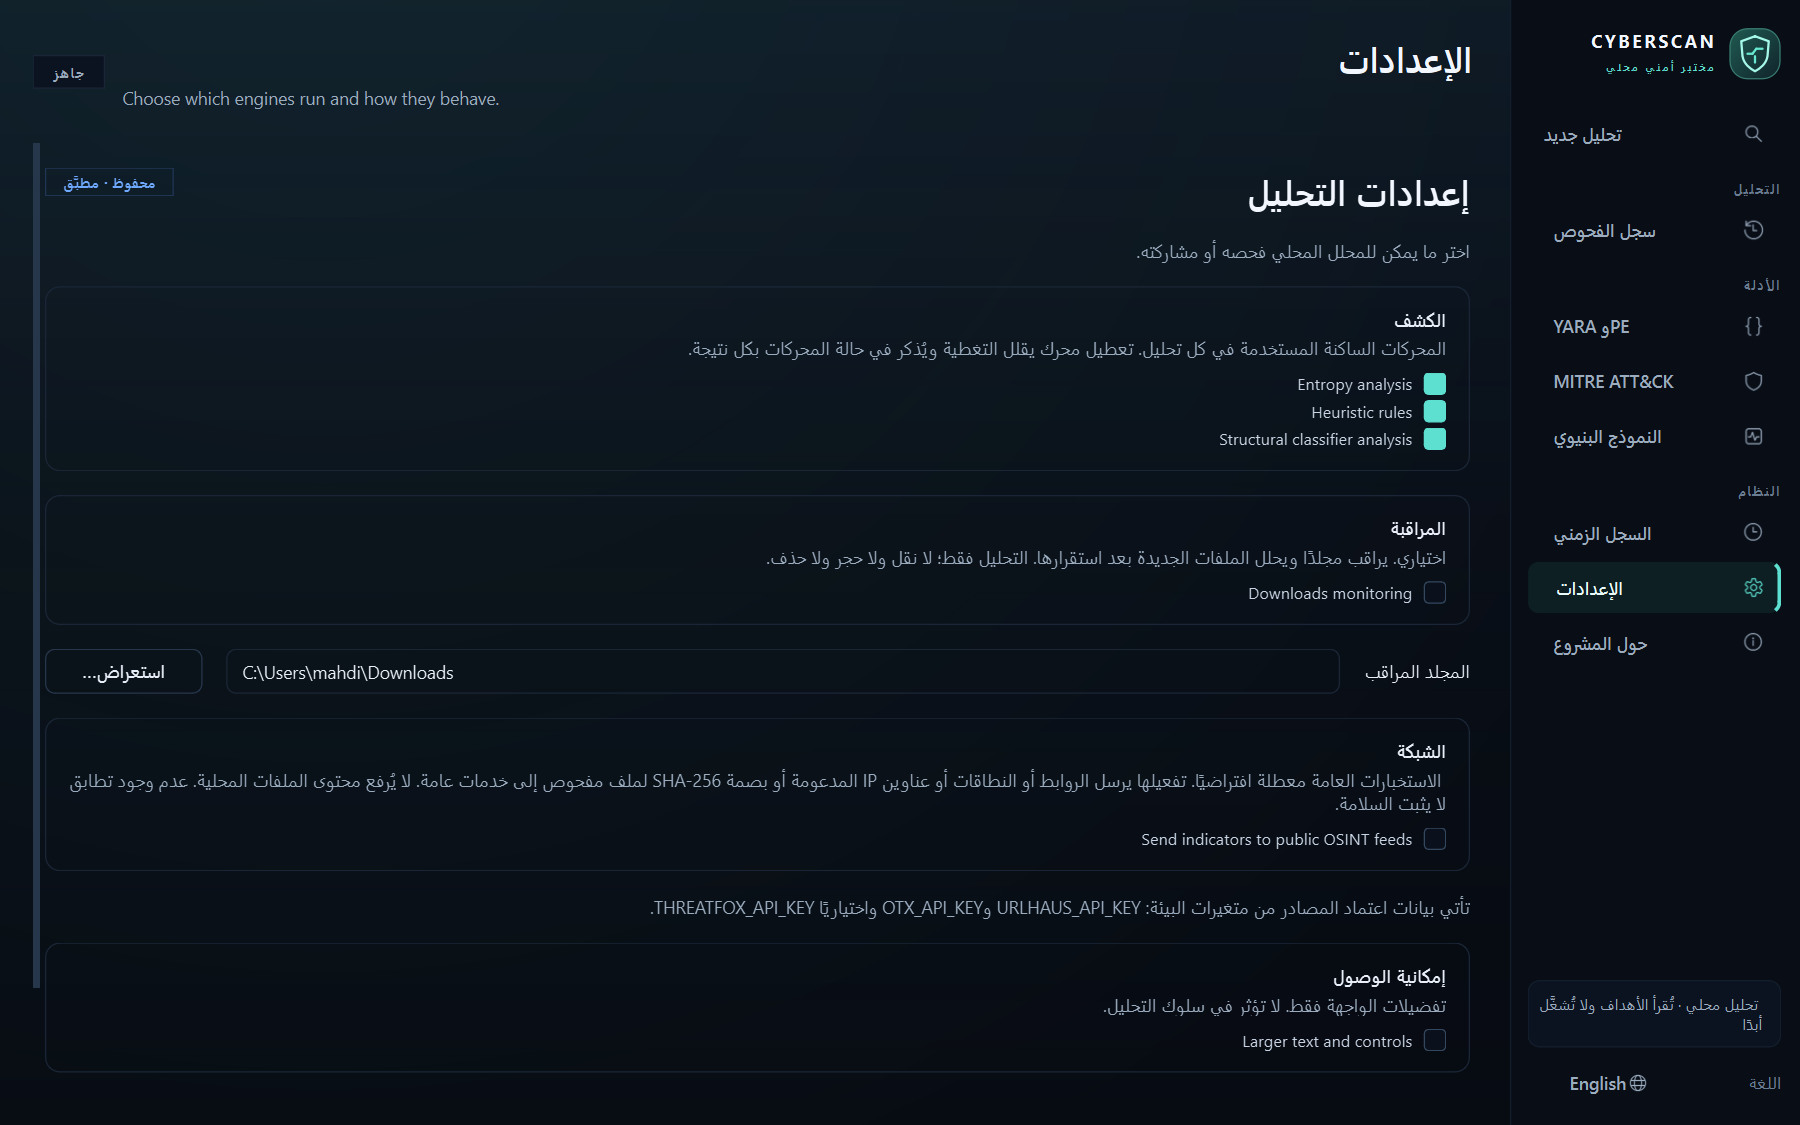 CYBERSCAN
مختبر أمني محلي
تحليل جديد
التحليل
سجل الفحوص
الأدلة
YARA وPE
MITRE ATT&CK
النموذج البنيوي
النظام
السجل الزمني
الإعدادات
حول المشروع
تحليل محلي · تُقرأ الأهداف ولا تُشغَّل
أبدًا
اللغة
English
الإعدادات
جاهز
Choose which engines run and how they behave.
إعدادات التحليل
محفوظ · مطبَّق
اختر ما يمكن للمحلل المحلي فحصه أو مشاركته.
الكشف
المحركات الساكنة المستخدمة في كل تحليل. تعطيل محرك يقلل التغطية ويُذكر في حالة المحركات بكل نتيجة.
Entropy analysis
Heuristic rules
Structural classifier analysis
المراقبة
اختياري. يراقب مجلدًا ويحلل الملفات الجديدة بعد استقرارها. التحليل فقط؛ لا نقل ولا حجر ولا حذف.
Downloads monitoring
المجلد المراقب
C:\Users\mahdi\Downloads
استعراض...
الشبكة
الاستخبارات العامة معطلة افتراضيًا. تفعيلها يرسل الروابط أو النطاقات أو عناوين IP المدعومة أو بصمة SHA-256 لملف مفحوص إلى خدمات عامة. لا يُرفع محتوى الملفات المحلية. عدم وجود تطابق
لا يثبت السلامة.
Send indicators to public OSINT feeds
تأتي بيانات اعتماد المصادر من متغيرات البيئة: URLHAUS_API_KEY وOTX_API_KEY واختياريًا THREATFOX_API_KEY.
إمكانية الوصول
تفضيلات الواجهة فقط. لا تؤثر في سلوك التحليل.
Larger text and controls